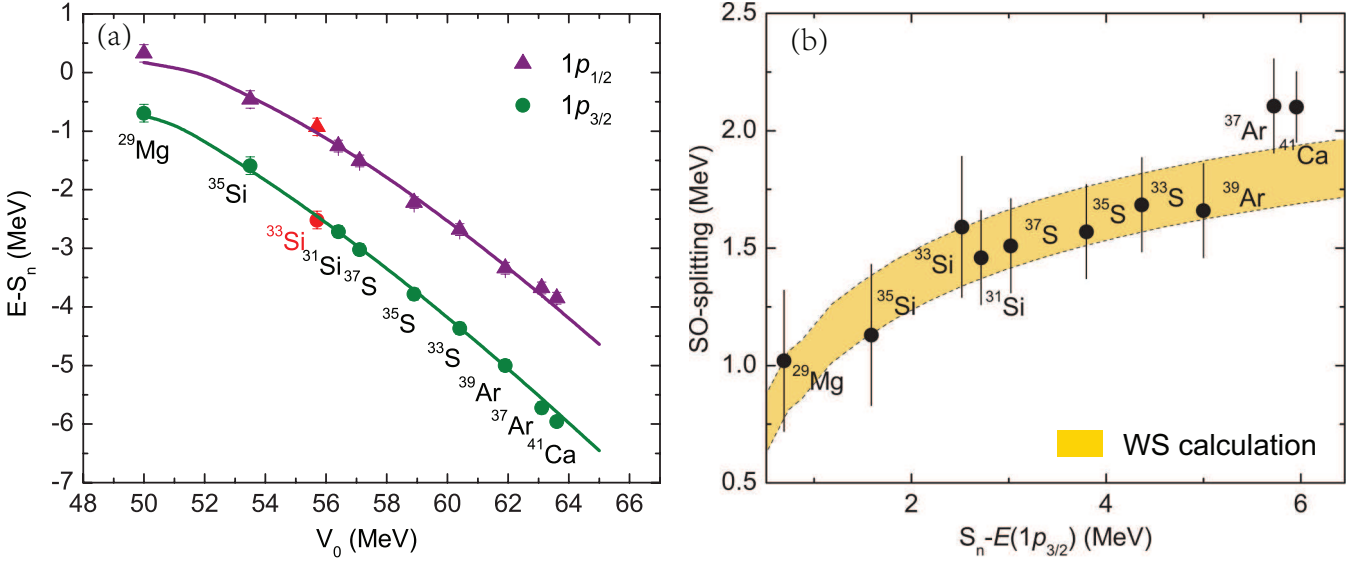 (a)
1p1/2
1p3/2
E-Sn (MeV)
0
-1
-2
-3
-4
-5
-6
-7
29Mg
35Si
33Si
31Si
37S
35S
33S
39Ar
37Ar
41Ca
48 50 52 54 56 58 60 62 64 66
V0 (MeV)
(b)
SO-splitting (MeV)
2.5
2.0
1.5
1.0
0.5
37Ar
41Ca
33Si
37S
35S
33S
39Ar
35Si
31Si
29Mg
WS calculation
2 4 6
Sn-E(1p3/2) (MeV)